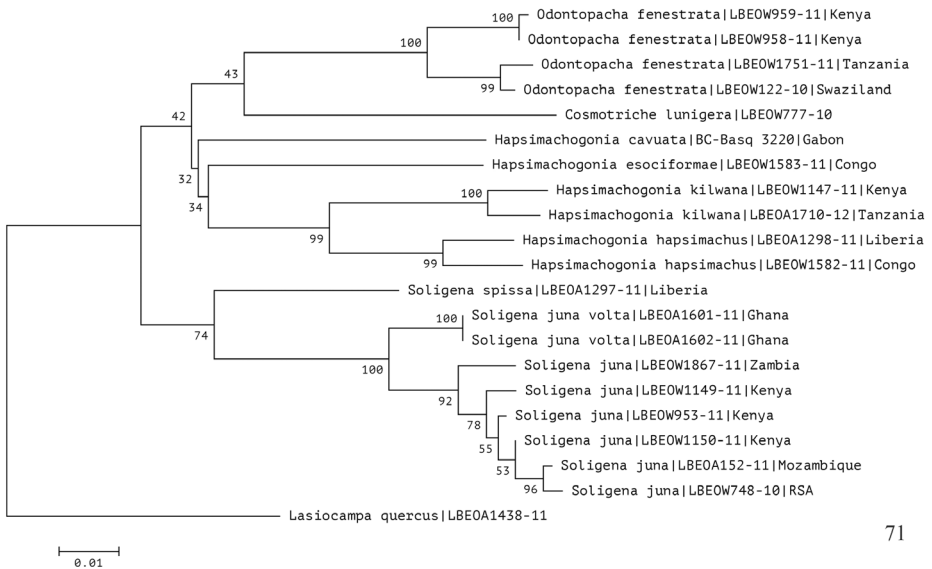 100 Odontopacha fenestrata|LBEOW959-11|Kenya
Odontopacha fenestrata|LBEOW958-11|Kenya
100
Odontopacha fenestrata|LBEOW1751-11|Tanzania
43
99 Odontopacha fenestrata|LBEOW122-10|Swaziland
Cosmotriche lunigera|LBEOW777-10
42
Hapsimachogonia cavuata|BC-Basq 3220|Gabon
Hapsimachogonia esociformae|LBEOW1583-11|Congo
32
100 Hapsimachogonia kilwana|LBEOW1147-11|Kenya
34
Hapsimachogonia kilwana|LBEOA1710-12|Tanzania
99
Hapsimachogonia hapsimachus|LBEOA1298-11|Liberia
99 Hapsimachogonia hapsimachus|LBEOW1582-11|Congo
Soligena spissa|LBEOA1297-11|Liberia
100 Soligena juna volta|LBEOA1601-11|Ghana
74
Soligena juna volta|LBEOA1602-11|Ghana
100
Soligena juna|LBEOW1867-11|Zambia
92
Soligena juna|LBEOW1149-11|Kenya
78
Soligena juna|LBEOW953-11|Kenya
55
Soligena juna|LBEOW1150-11|Kenya
53
Soligena juna|LBEOA152-11|Mozambique
96
Soligena juna|LBEOW748-10|RSA
Lasiocampa quercus|LBEOA1438-11
71
0.01